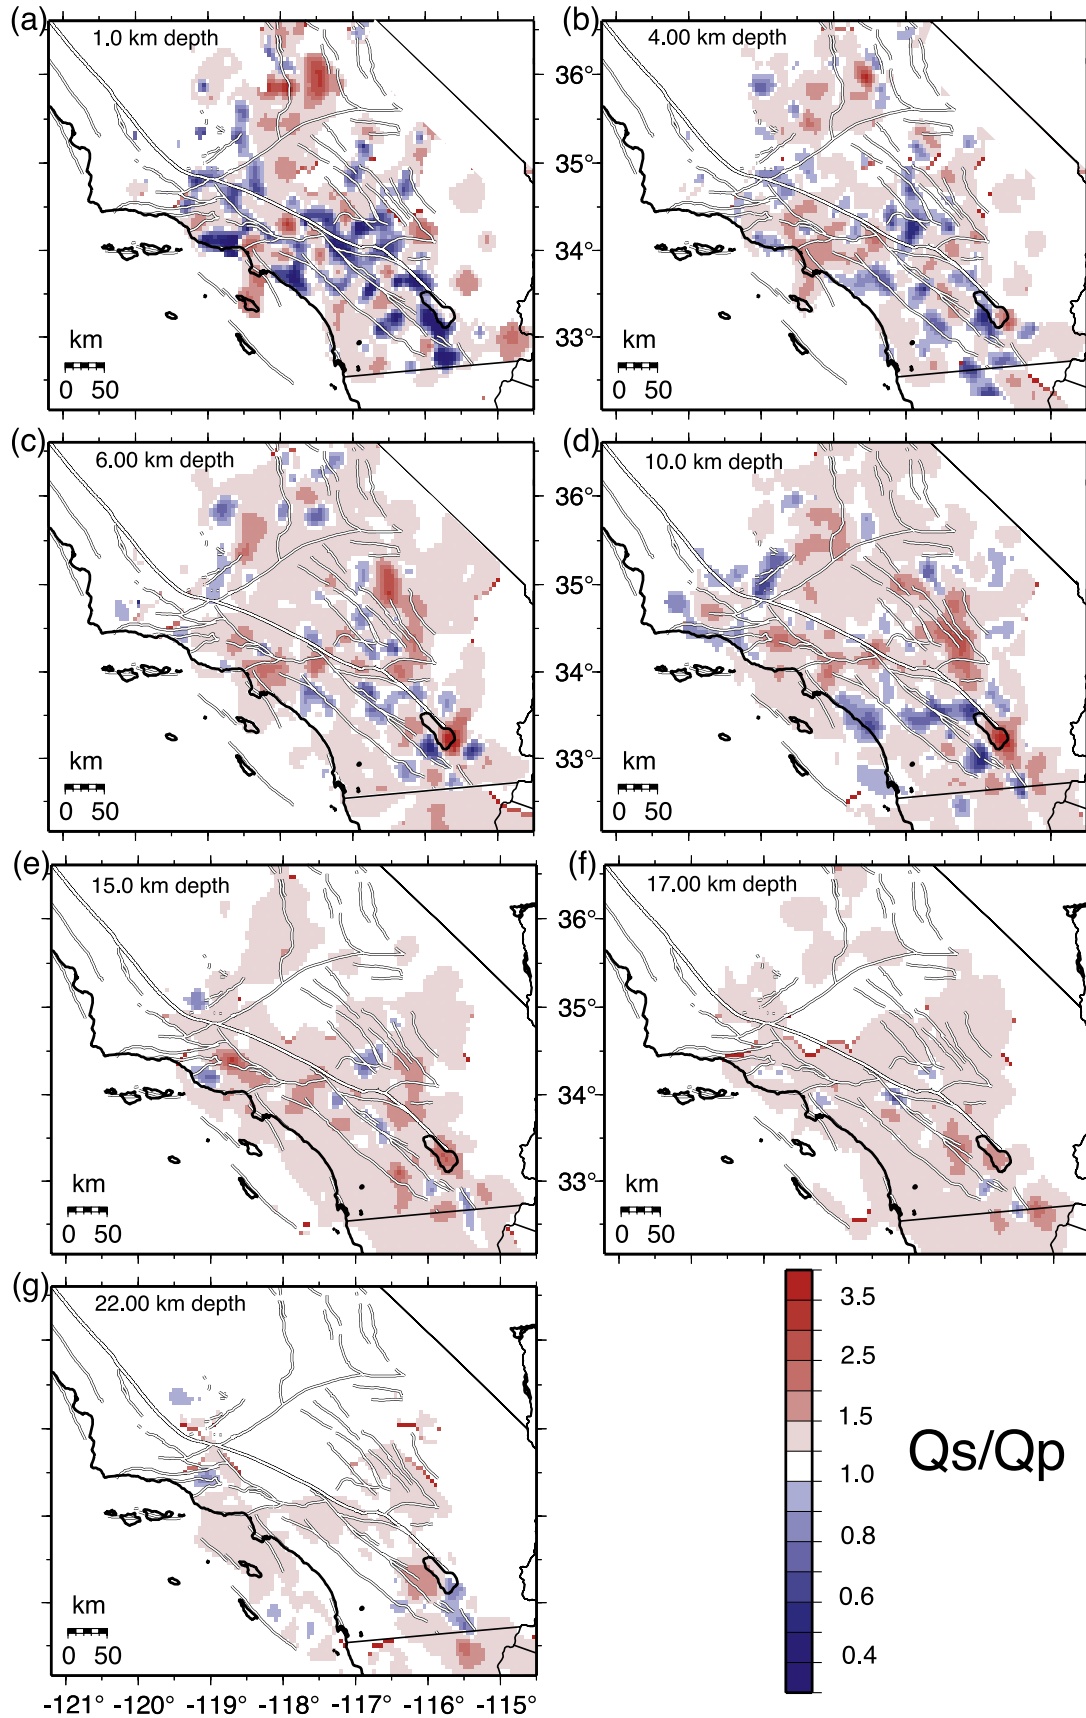 (a)
1.0 km depth
km
0 50
(b)
4.00 km depth
36°
35°
34°
33°
km
0 50
(c)
6.00 km depth
km
0 50
(d)
10.0 km depth
36°
35°
34°
33°
km
0 50
(e)
15.0 km depth
km
0 50
(f)
17.00 km depth
36°
35°
34°
33°
km
0 50
(g)
22.00 km depth
km
0 50
-121° -120° -119° -118° -117° -116° -115°
3.5
2.5
1.5
1.0
0.8
0.6
0.4
Qs/Qp